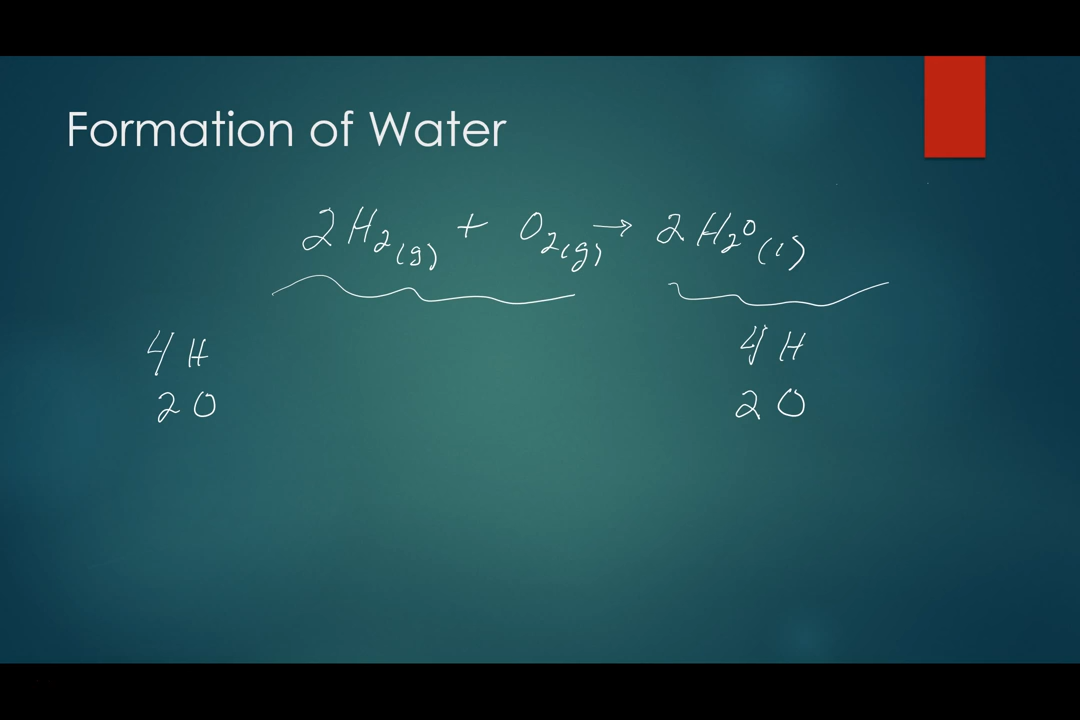 Formation of Water
2H₂(g) + O₂(g) → 2H₂O(l)
4 H 4 H
2 O 2 O